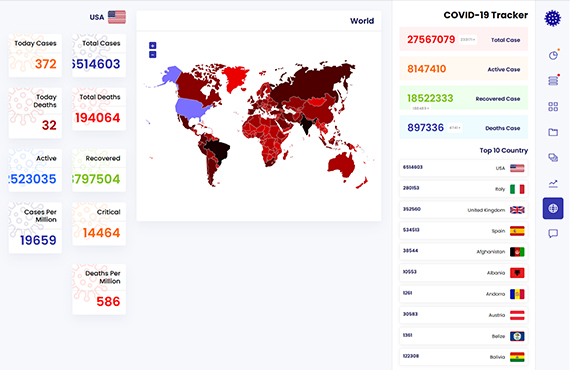 USA
Today Cases
372
Total Cases
6514603
Today
Deaths
32
Total Deaths
194064
Active
2523035
Recovered
3797504
Cases Per
Million
19659
Critical
14464
Deaths Per
Million
586
World
COVID-19 Tracker
27567079
Total Case
8147410
Active Case
18522333
Recovered Case
897336
Deaths Case
Top 10 Country
6514603
USA
280153
Italy
352560
United Kingdom
534513
Spain
38544
Afghanistan
10553
Albania
1261
Andorra
30583
Austria
1361
Belize
122308
Bolivia